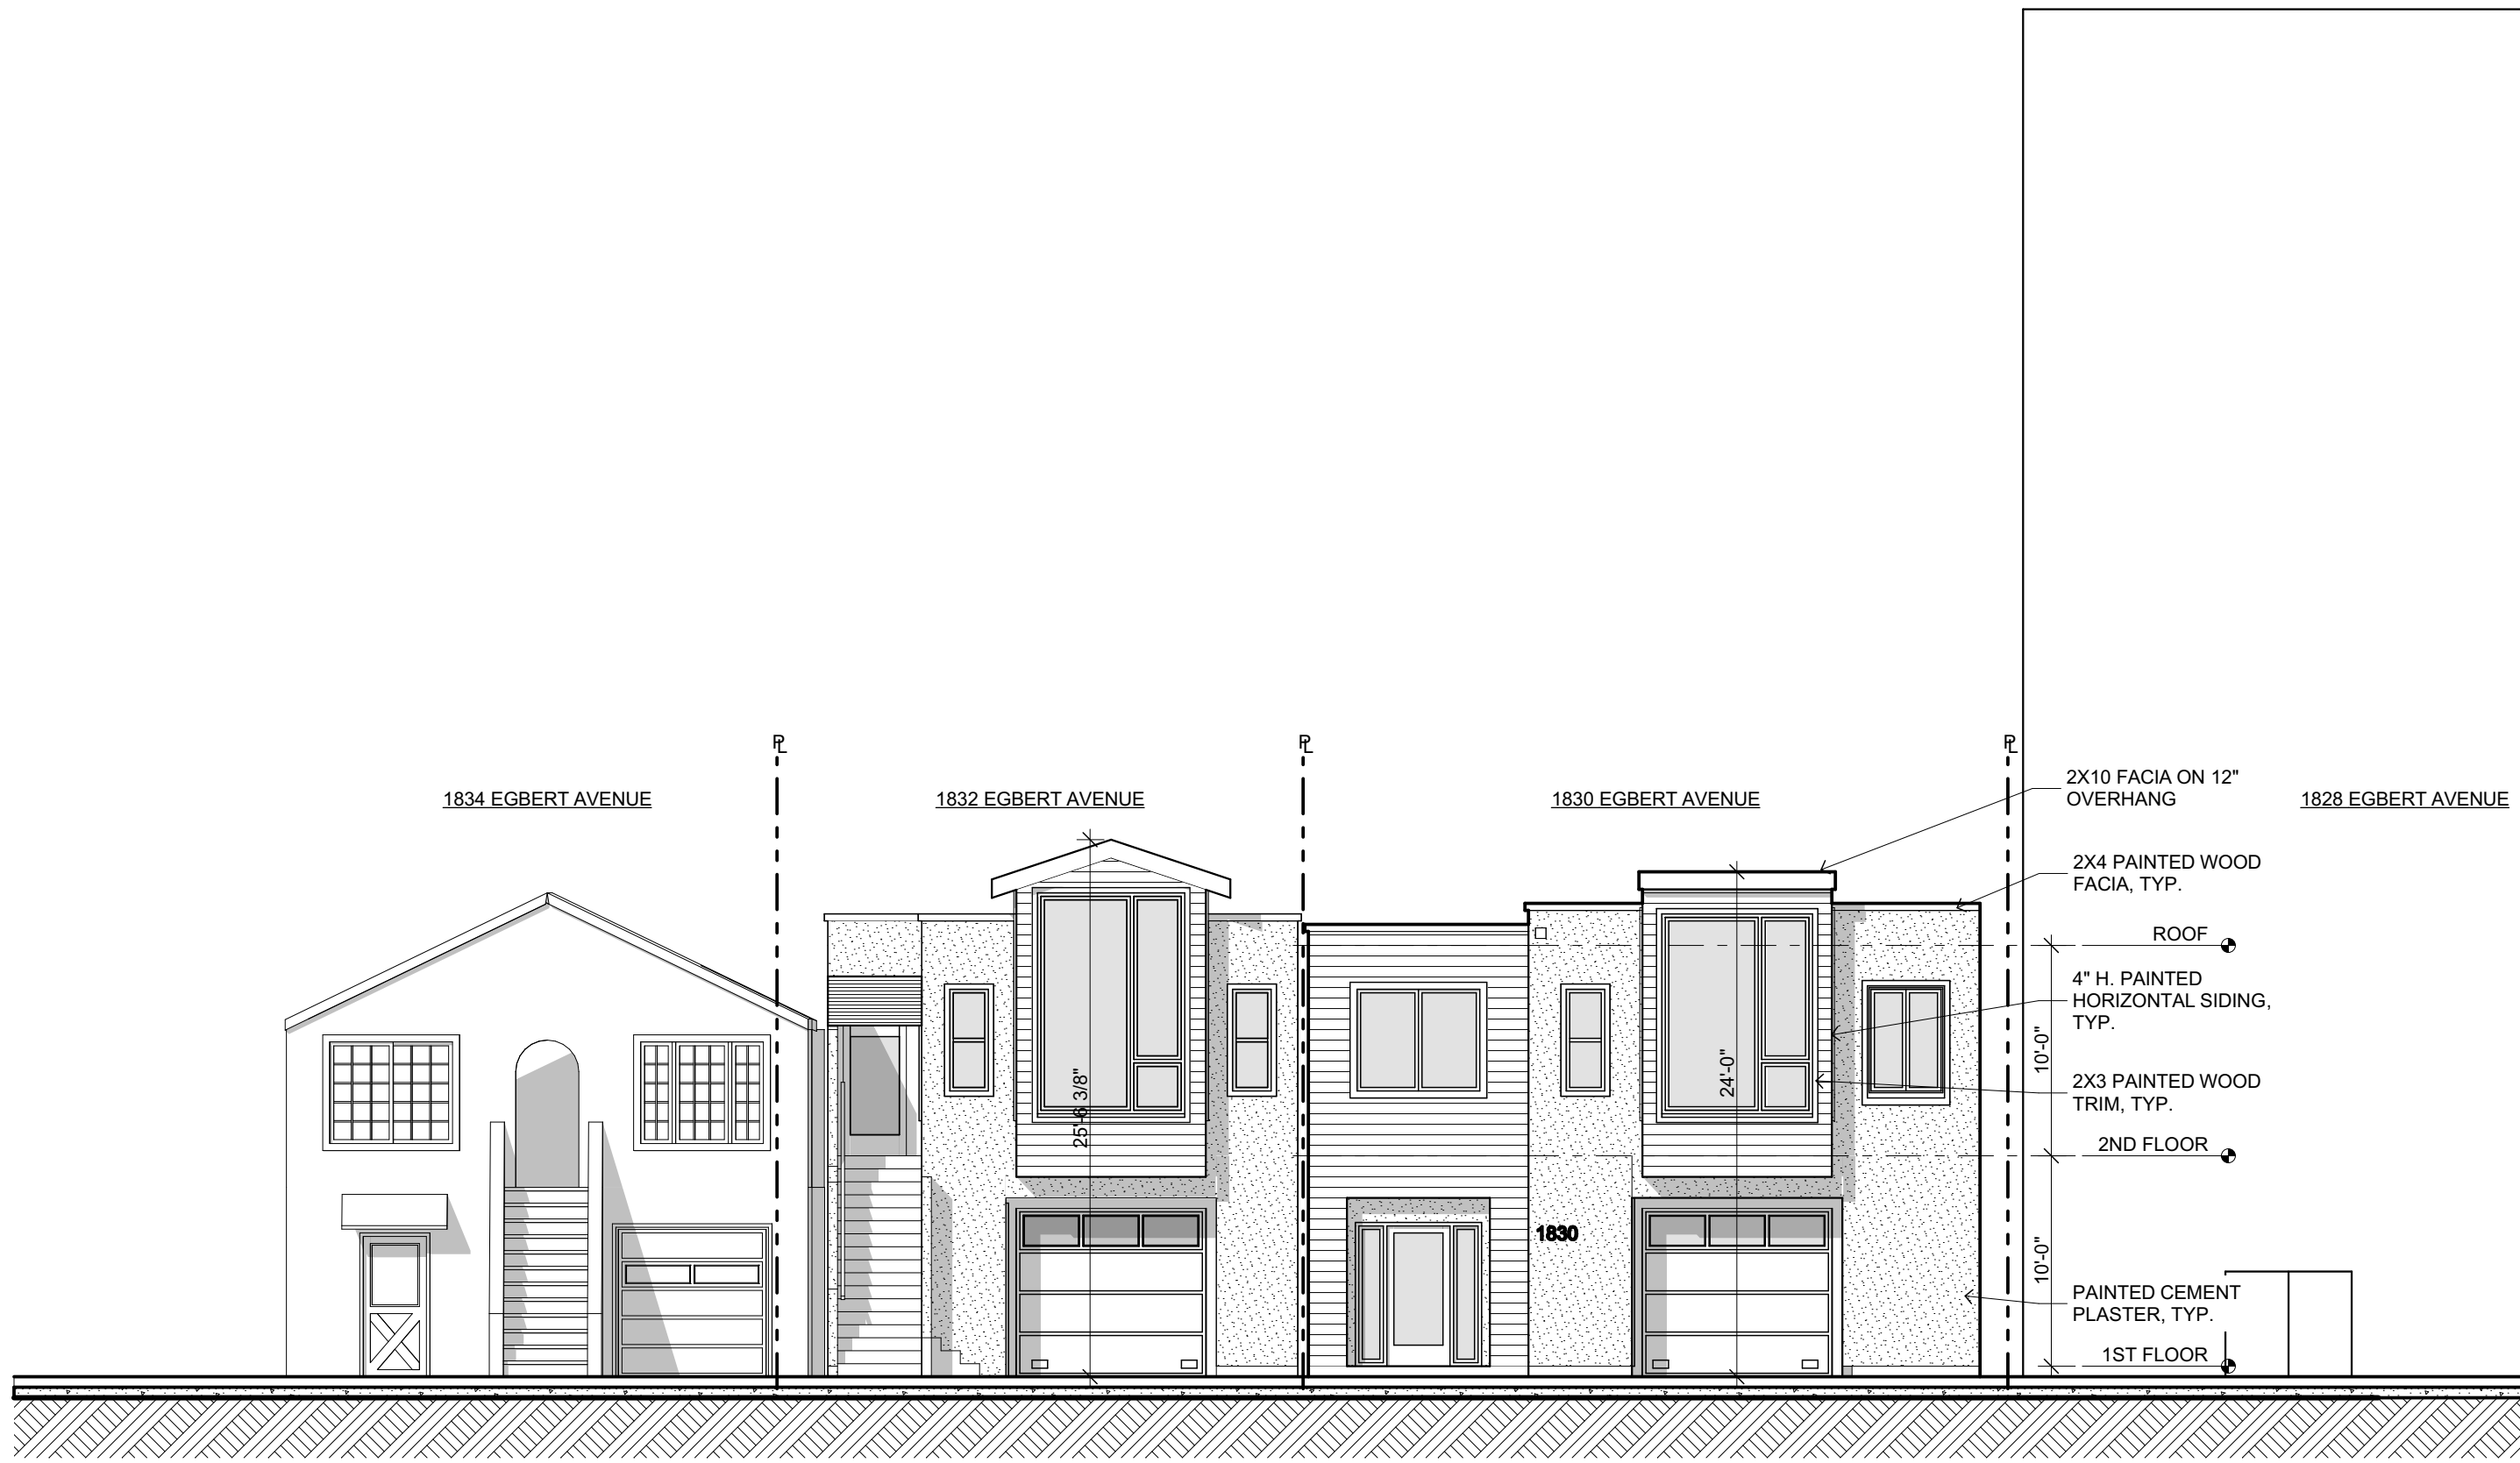 PL
PL
PL
1834 EGBERT AVENUE
1832 EGBERT AVENUE
1830 EGBERT AVENUE
1828 EGBERT AVENUE
2X10 FACIA ON 12"
OVERHANG
2X4 PAINTED WOOD
FACIA, TYP.
ROOF
4" H. PAINTED
HORIZONTAL SIDING,
TYP.
10'-0"
25'-6 3/8"
24'-0"
2X3 PAINTED WOOD
TRIM, TYP.
2ND FLOOR
1830
10'-0"
PAINTED CEMENT
PLASTER, TYP.
1ST FLOOR